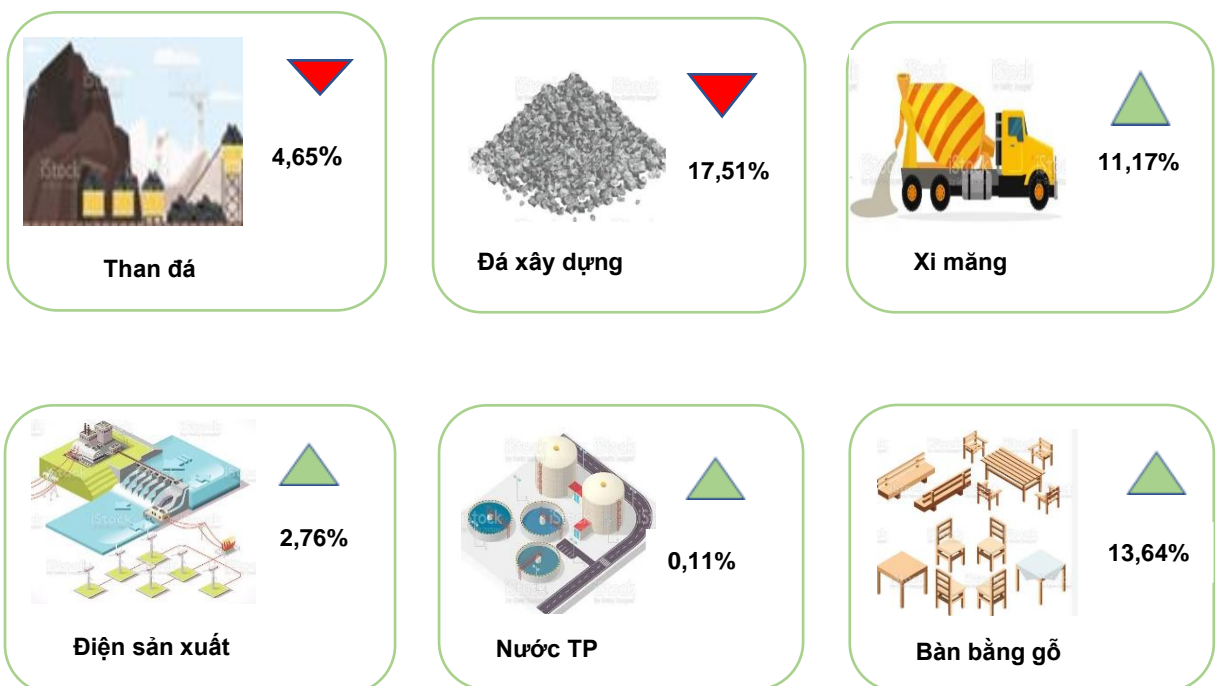 4,65%
Than đá
17,51%
Đá xây dựng
11,17%
Xi măng
2,76%
Điện sản xuất
0,11%
Nước TP
13,64%
Bàn bằng gỗ